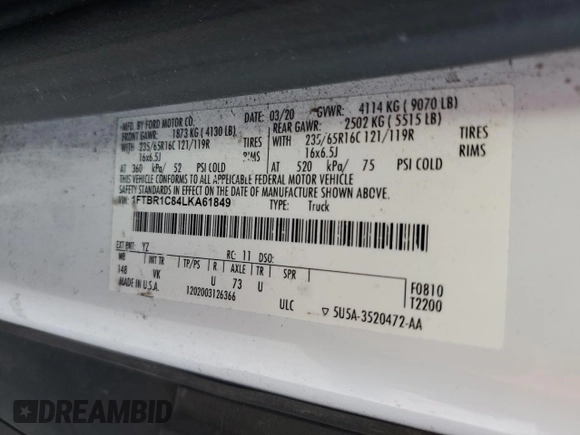 MFD. BY FORD MOTOR CO.
DATE: 03/20 GVWR: 4114 KG ( 9070 LB)
FRONT GAWR: 1873 KG ( 4130 LB) REAR GAWR: 2502 KG ( 5515 LB)
WITH 235/65R16C 121/119R TIRES WITH 235/65R16C 121/119R TIRES
16x6.5J RIMS 16x6.5J RIMS
AT 360 kPa/ 52 PSI COLD AT 520 kPa/ 75 PSI COLD
THIS VEHICLE CONFORMS TO ALL APPLICABLE FEDERAL MOTOR VEHICLE
SAFETY STANDARDS IN EFFECT ON THE DATE OF MANUFACTURE SHOWN ABOVE.
VIN: 1FTBR1C84LKA61849 TYPE: Truck
EXT PNT: YZ RC: 11 DSO:
WB INT TR TP/PS R AXLE TR SPR F0810
148 VK U 73 U T2200
1202003126366 ULC ▽ 5U5A-3520472-AA
DREAMBID